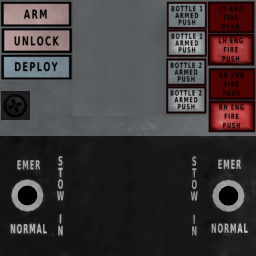 ARM
UNLOCK
DEPLOY
BOTTLE 1
ARMED
PUSH
BOTTLE 1
ARMED
PUSH
BOTTLE 2
ARMED
PUSH
BOTTLE 2
ARMED
PUSH
LH ENG
FIRE
PUSH
LH ENG
FIRE
PUSH
RH ENG
FIRE
PUSH
RH ENG
FIRE
PUSH
EMER
NORMAL
STOW IN
STOW IN
EMER
NORMAL